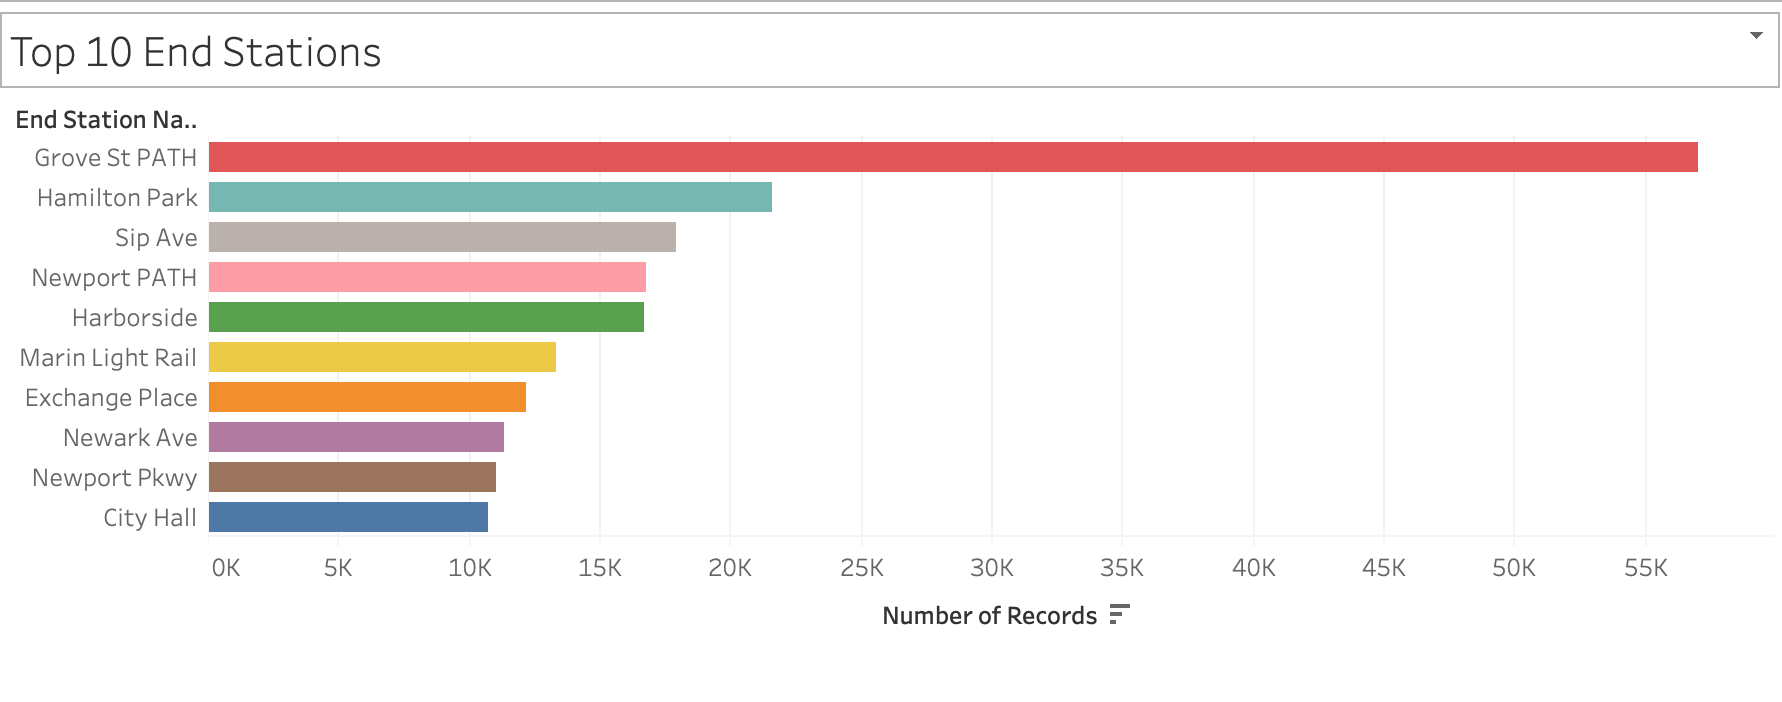 Top 10 End Stations
End Station Na..
Grove St PATH
Hamilton Park
Sip Ave
Newport PATH
Harborside
Marin Light Rail
Exchange Place
Newark Ave
Newport Pkwy
City Hall
0K 5K 10K 15K 20K 25K 30K 35K 40K 45K 50K 55K
Number of Records